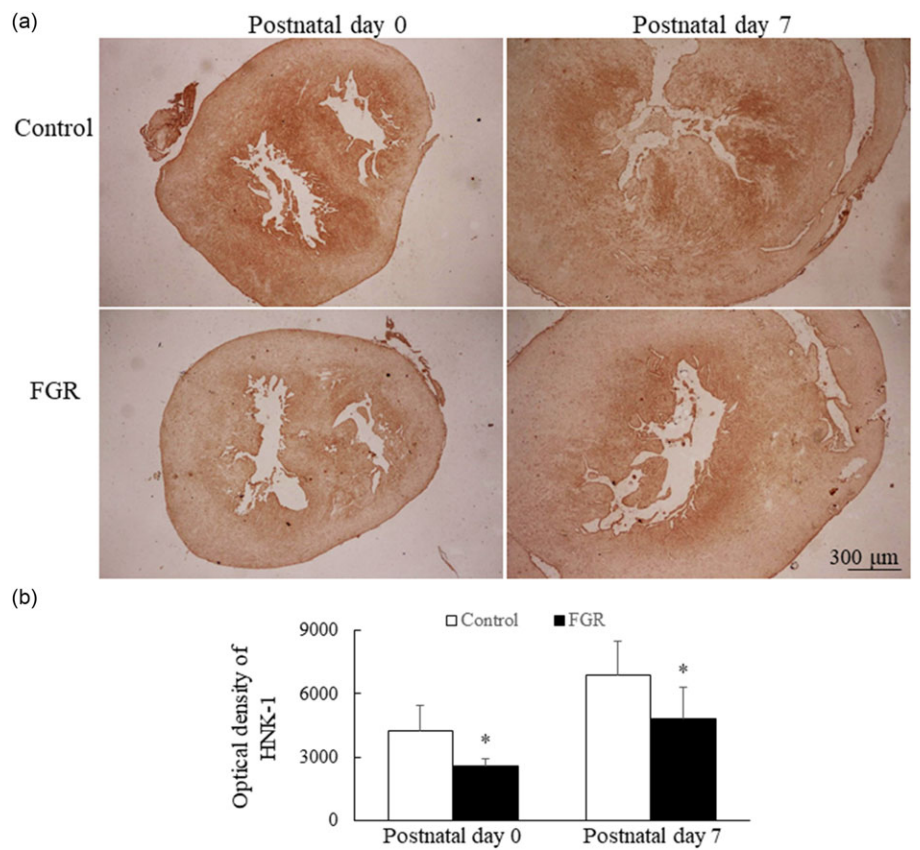 (a)
Postnatal day 0
Postnatal day 7
Control
FGR
300 µm
(b)
Control
FGR
Optical density of
HNK-1
9000
6000
3000
0
*
*
Postnatal day 0
Postnatal day 7